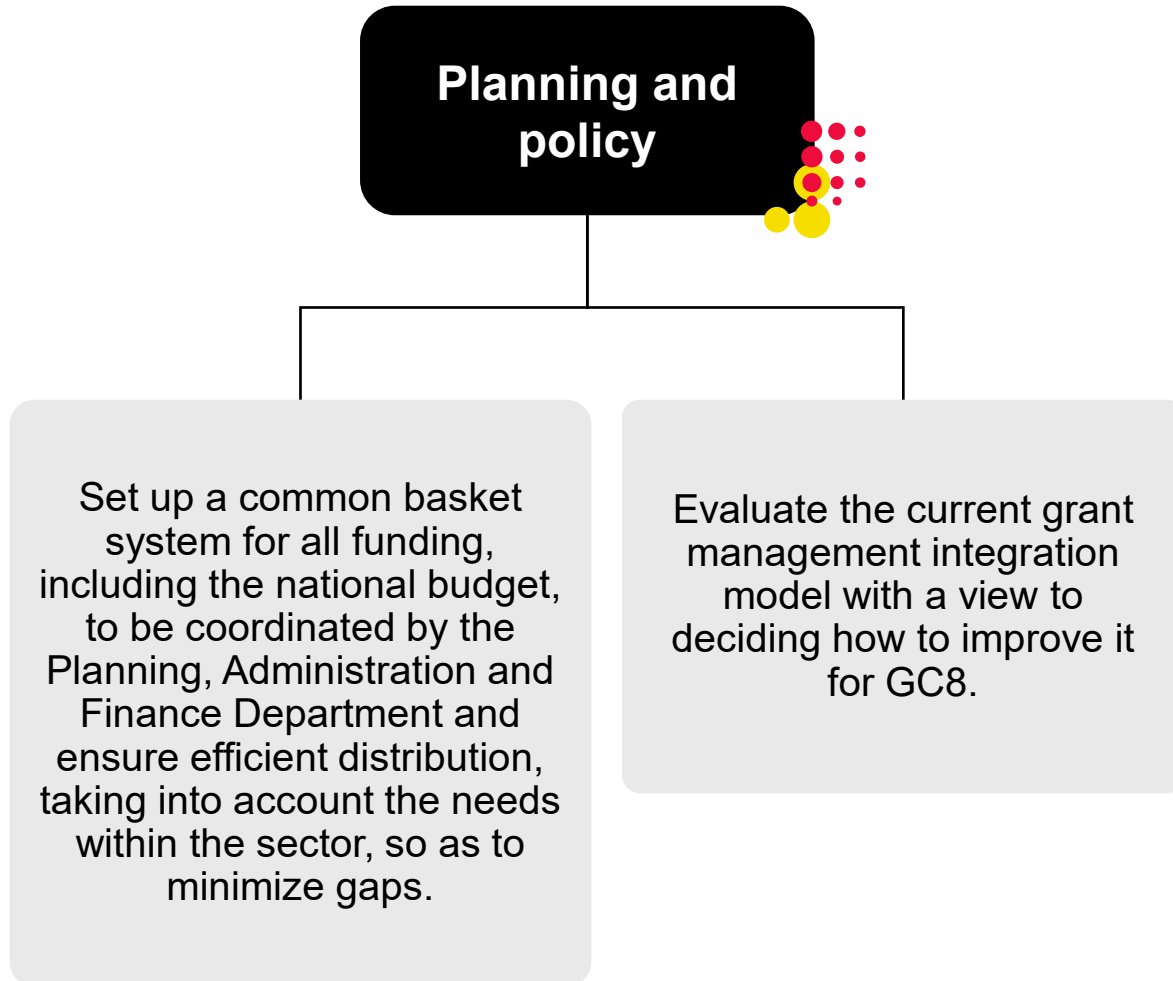 Planning and
policy
Set up a common basket
system for all funding,
including the national budget,
to be coordinated by the
Planning, Administration and
Finance Department and
ensure efficient distribution,
taking into account the needs
within the sector, so as to
minimize gaps.
Evaluate the current grant
management integration
model with a view to
deciding how to improve it
for GC8.